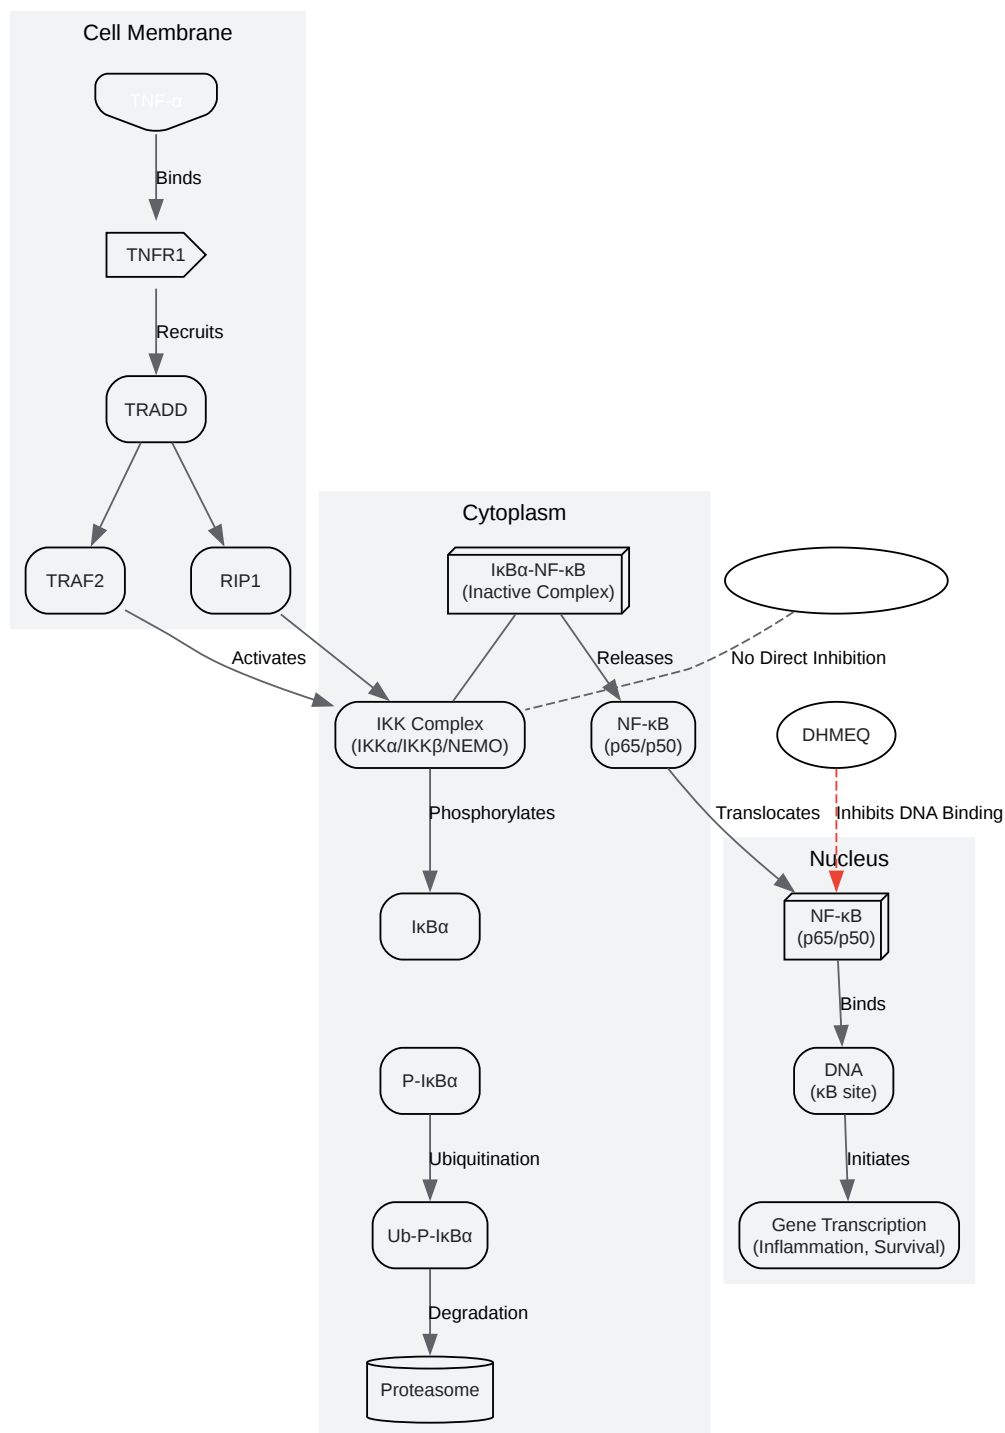 Cell Membrane
TNF-α
Binds
TNFR1
Recruits
TRADD
TRAF2
RIP1
Activates
Cytoplasm
IκBα-NF-κB
(Inactive Complex)
Releases
No Direct Inhibition
IKK Complex
(IKKα/IKKβ/NEMO)
NF-κB
(p65/p50)
DHMEQ
Phosphorylates
Translocates
Inhibits DNA Binding
IκBα
P-IκBα
Ubiquitination
Ub-P-IκBα
Degradation
Proteasome
Nucleus
NF-κB
(p65/p50)
Binds
DNA
(κB site)
Initiates
Gene Transcription
(Inflammation, Survival)